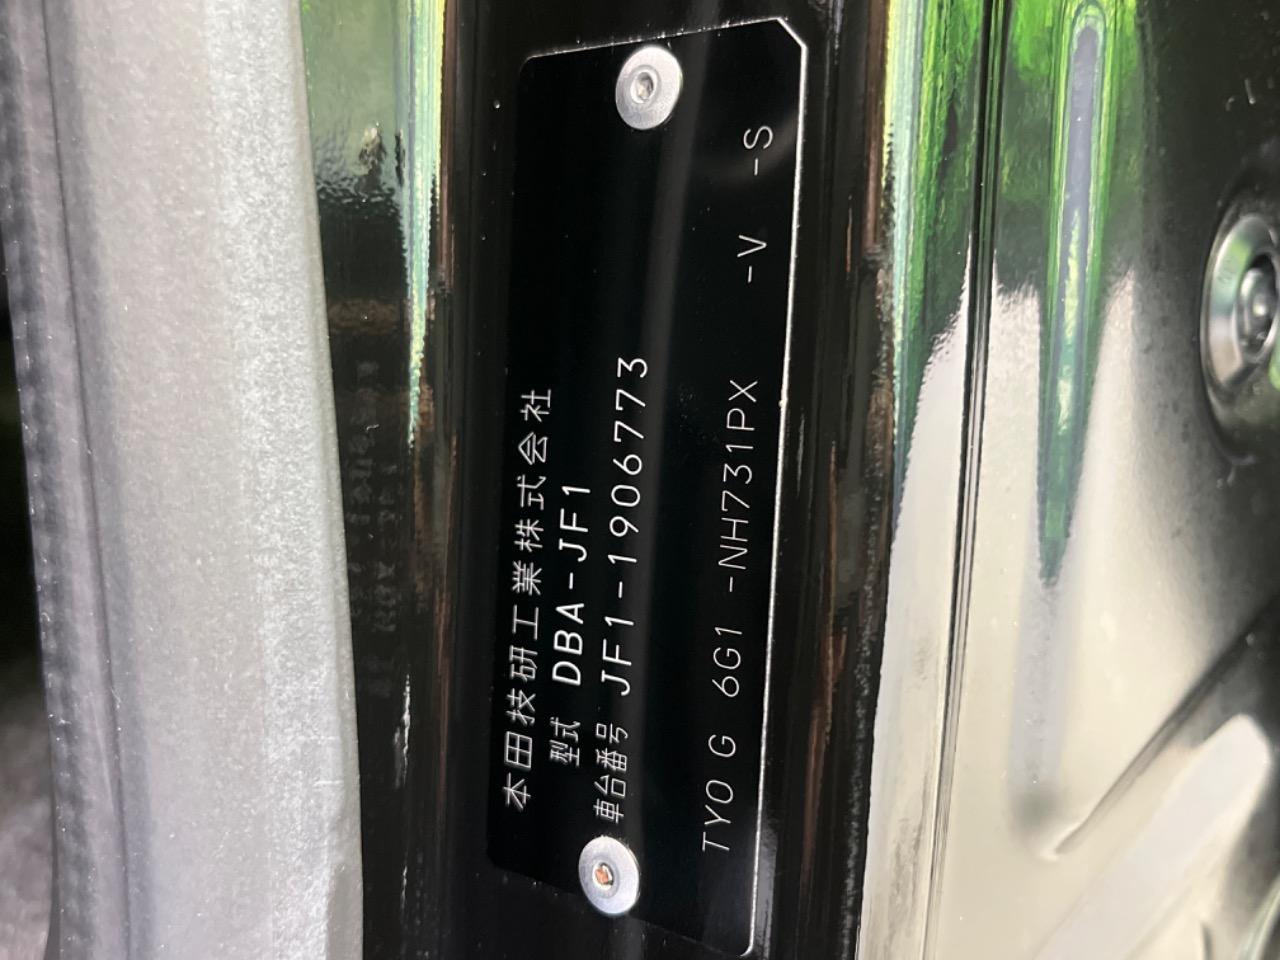 本田技研工業株式会社
型式 DBA-JF1
車台番号 JF1-1906773
TYO G 6G1 -NH731PX -V -S